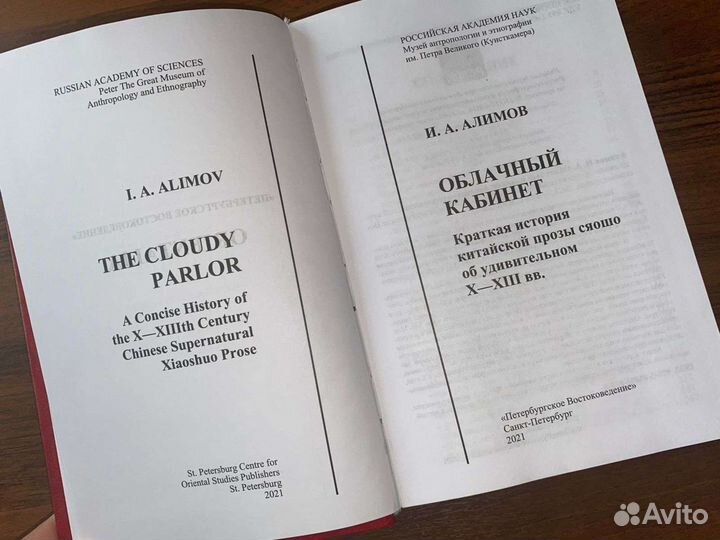 RUSSIAN ACADEMY OF SCIENCES
Peter The Great Museum of
Anthropology and Ethnography
I. A. ALIMOV
THE CLOUDY
PARLOR
A Concise History of
the X—XIIIth Century
Chinese Supernatural
Xiaoshuo Prose
St. Petersburg Centre for
Oriental Studies Publishers
St. Petersburg
2021
РОССИЙСКАЯ АКАДЕМИЯ НАУК
Музей антропологии и этнографии
им. Петра Великого (Кунсткамера)
И. А. АЛИМОВ
ОБЛАЧНЫЙ
КАБИНЕТ
Краткая история
китайской прозы сяошо
об удивительном
X—XIII вв.
«Петербургское Востоковедение»
Санкт-Петербург
2021
Avito